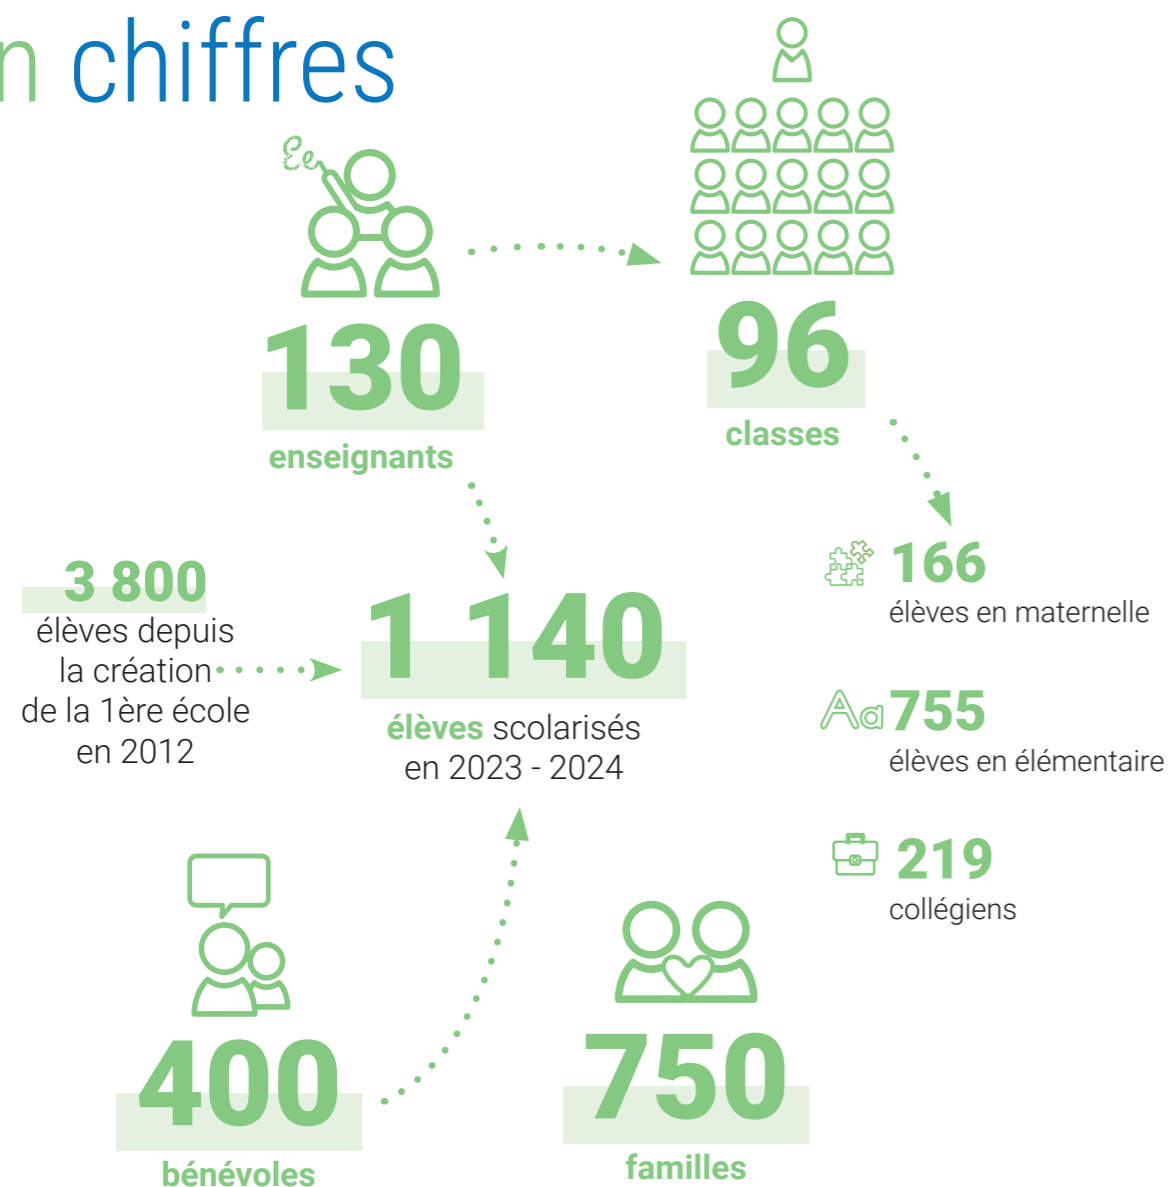 n chiffres
Ee
130
enseignants
96
classes
3 800
élèves depuis
la création
de la 1ère école
en 2012
1 140
élèves scolarisés
en 2023 - 2024
166
élèves en maternelle
Aa 755
élèves en élémentaire
219
collégiens
400
bénévoles
750
familles